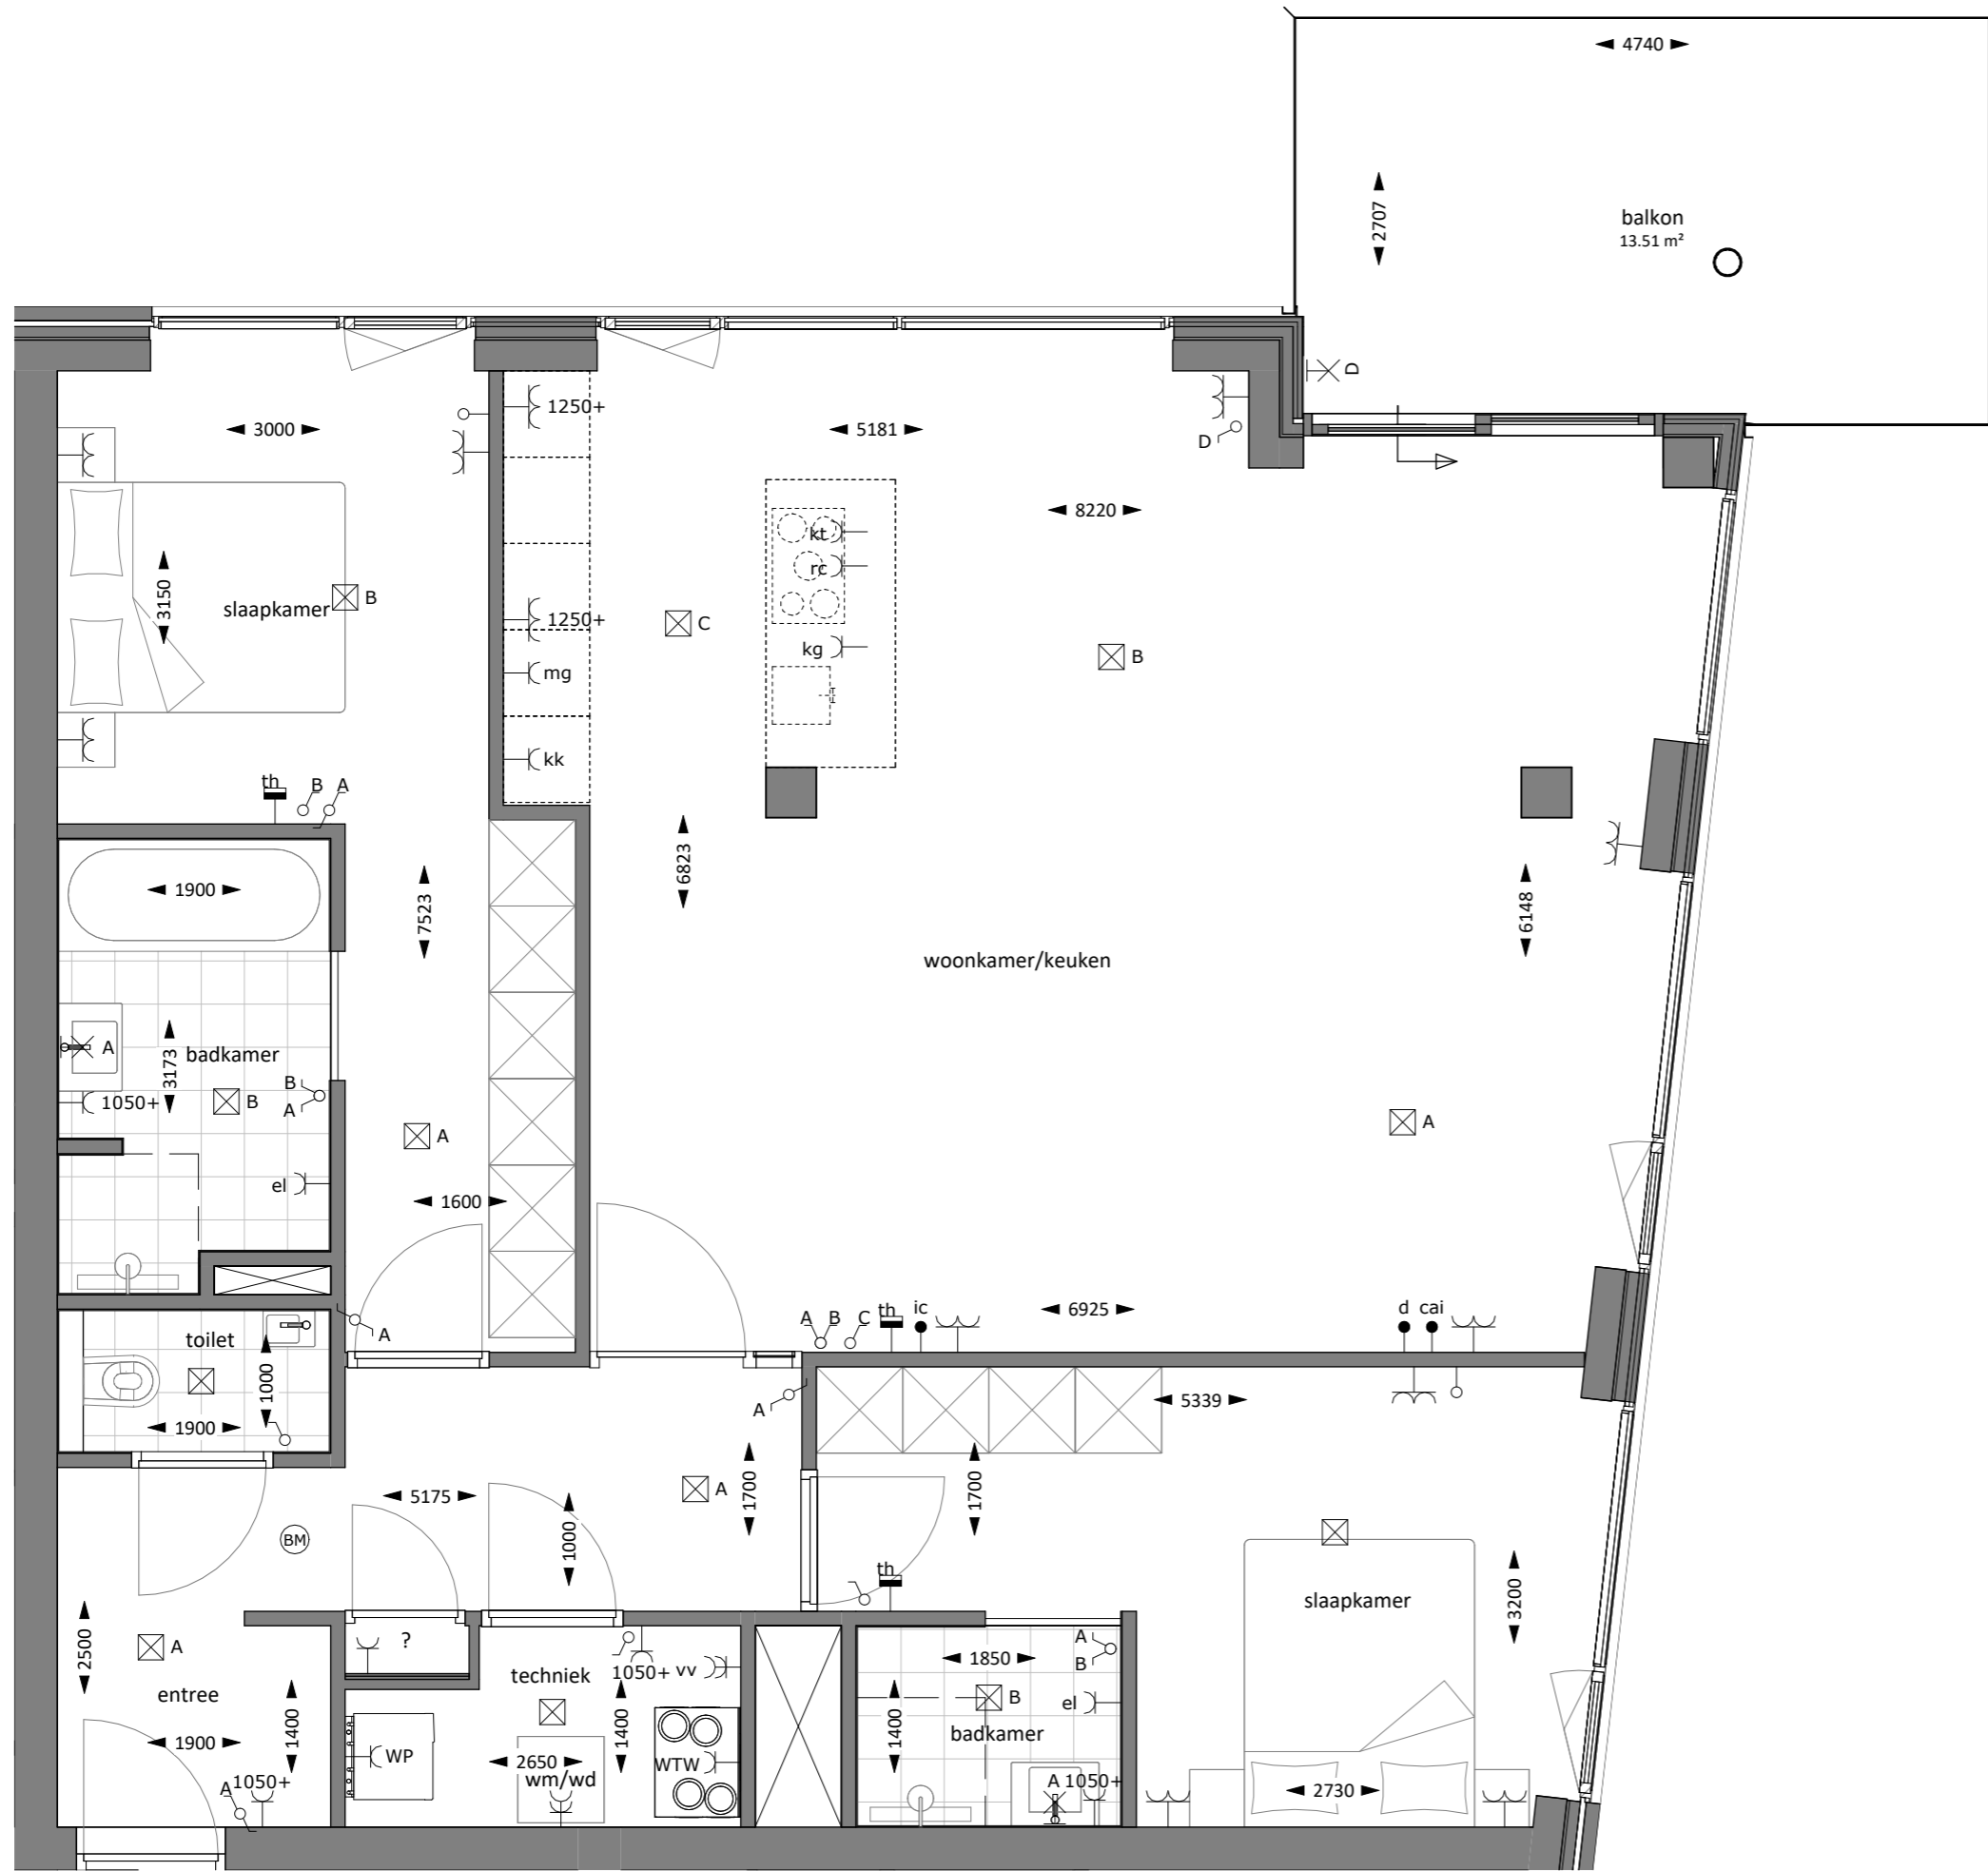 4740
2707
balkon
13.51 m²
D
1250+
3000
5181
D
8220
kt
rc
3150
slaapkamer
B
1250+
C
kg
B
mg
kk
th
B
A
6823
1900
7523
6148
woonkamer/keuken
A
3173
badkamer
B
A
1050+
B
A
A
el
1600
A
B
C
th
ic
6925
d
cai
toilet
A
1000
1900
A
5339
5175
A
1700
1700
BM
1000
th
slaapkamer
3200
2500
A
?
entree
techniek
1050+
vv
1850
A
B
el
B
badkamer
1400
1400
1400
1900
WP
2650
wm/wd
WTW
A
1050+
A
1050+
2730